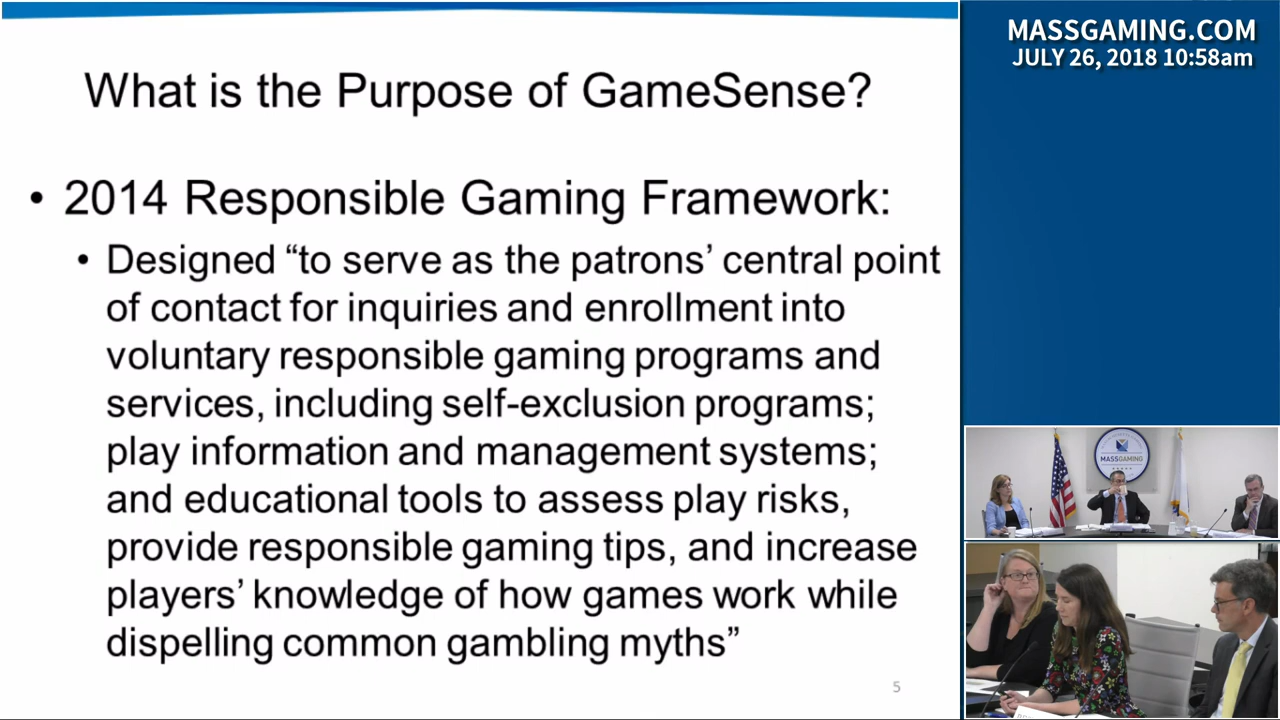 What is the Purpose of GameSense?
• 2014 Responsible Gaming Framework:
• Designed “to serve as the patrons’ central point
of contact for inquiries and enrollment into
voluntary responsible gaming programs and
services, including self-exclusion programs;
play information and management systems;
and educational tools to assess play risks,
provide responsible gaming tips, and increase
players’ knowledge of how games work while
dispelling common gambling myths”
5
MASSGAMING.COM
JULY 26, 2018 10:58am
MASSGAMING